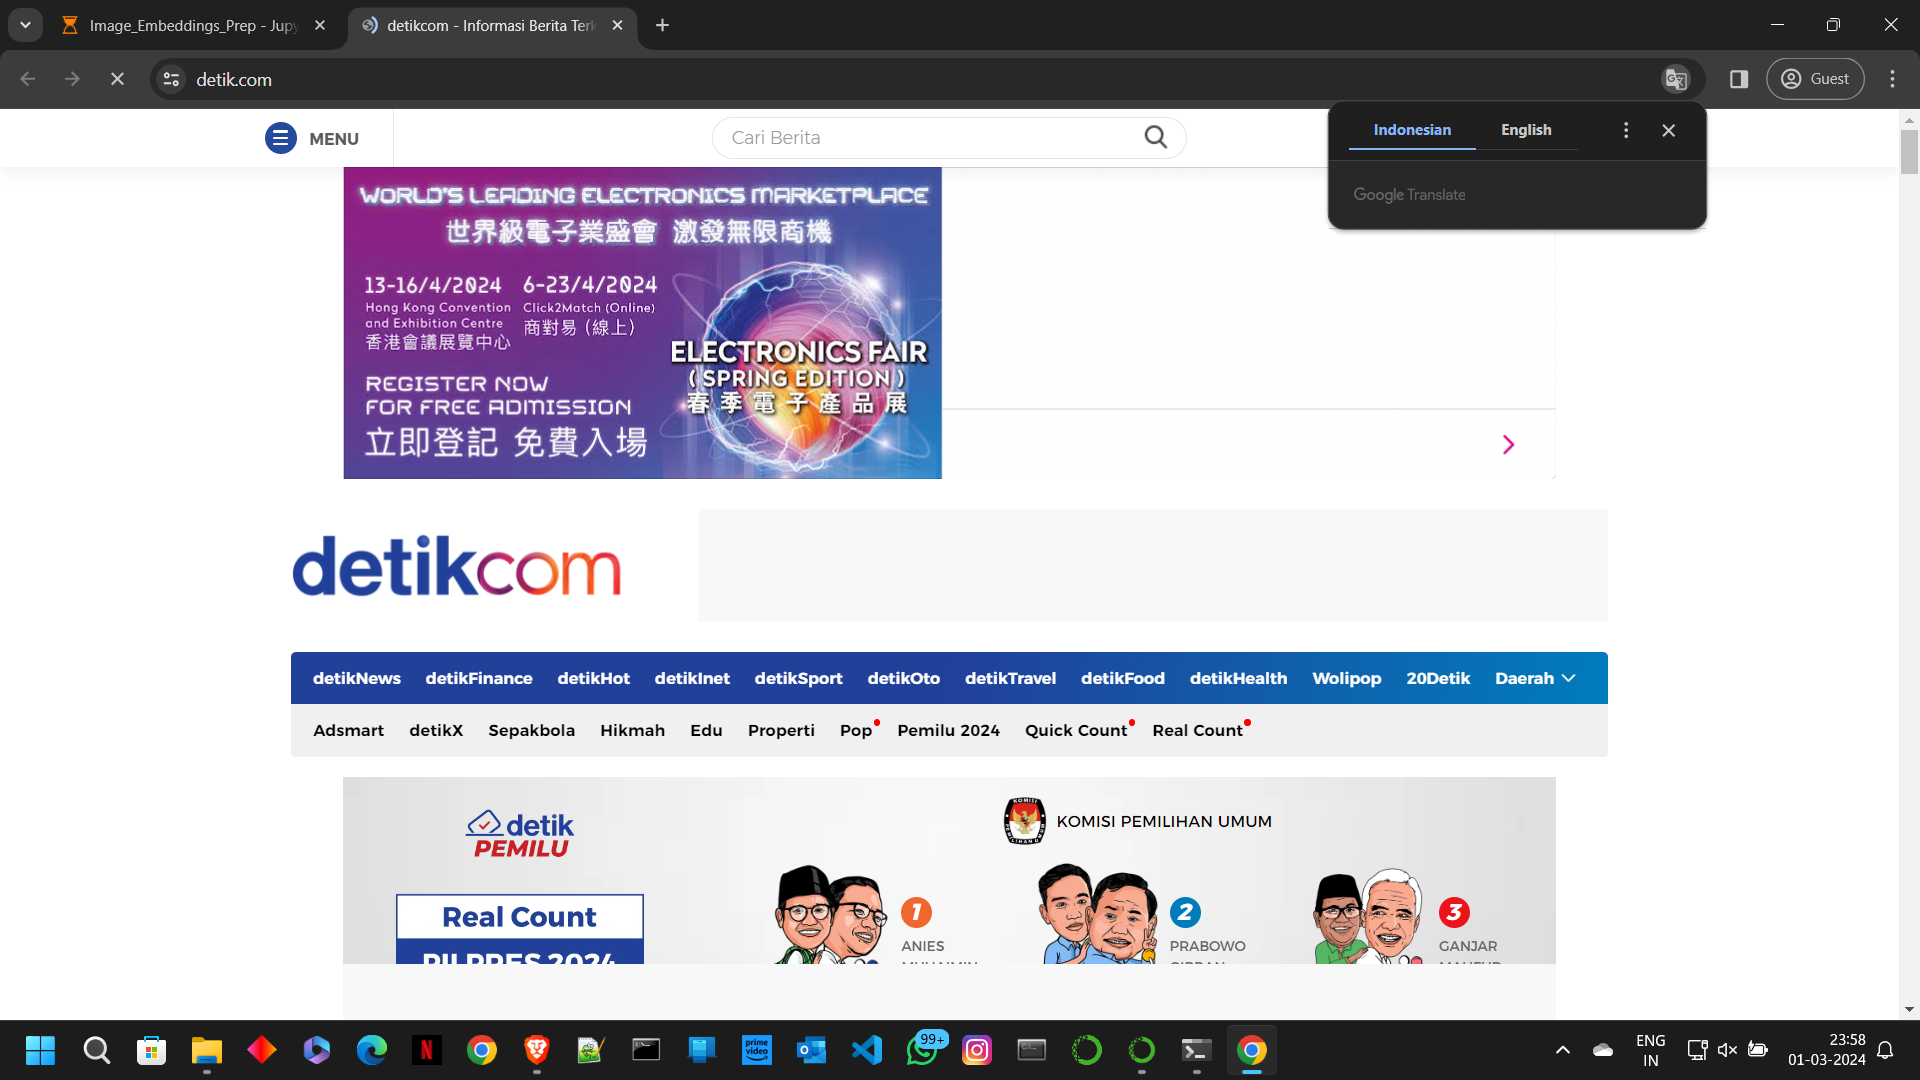 Image_Embeddings_Prep - Jupy
detikcom - Informasi Berita Terk
detik.com
Guest
MENU
Cari Berita
Indonesian English
Google Translate
WORLD'S LEADING ELECTRONICS MARKETPLACE
世界級電子業盛會 激發無限商機
13-16/4/2024 6-23/4/2024
Hong Kong Convention Click2Match (Online)
and Exhibition Centre 商對易 (線上)
香港會議展覽中心
ELECTRONICS FAIR
( SPRING EDITION )
春季電子產品展
REGISTER NOW
FOR FREE ADMISSION
立即登記 免費入場
detikcom
detikNews detikFinance detikHot detikInet detikSport detikOto detikTravel detikFood detikHealth Wolipop 20Detik Daerah
Adsmart detikX Sepakbola Hikmah Edu Properti Pop Pemilu 2024 Quick Count Real Count
detik
PEMILU
KOMISI PEMILIHAN UMUM
Real Count
PILPRES 2024
1
ANIES
MUHAIMIN
2
PRABOWO
GIBRAN
3
GANJAR
MAHFUD
prime video
99+
ENG
IN
23:58
01-03-2024